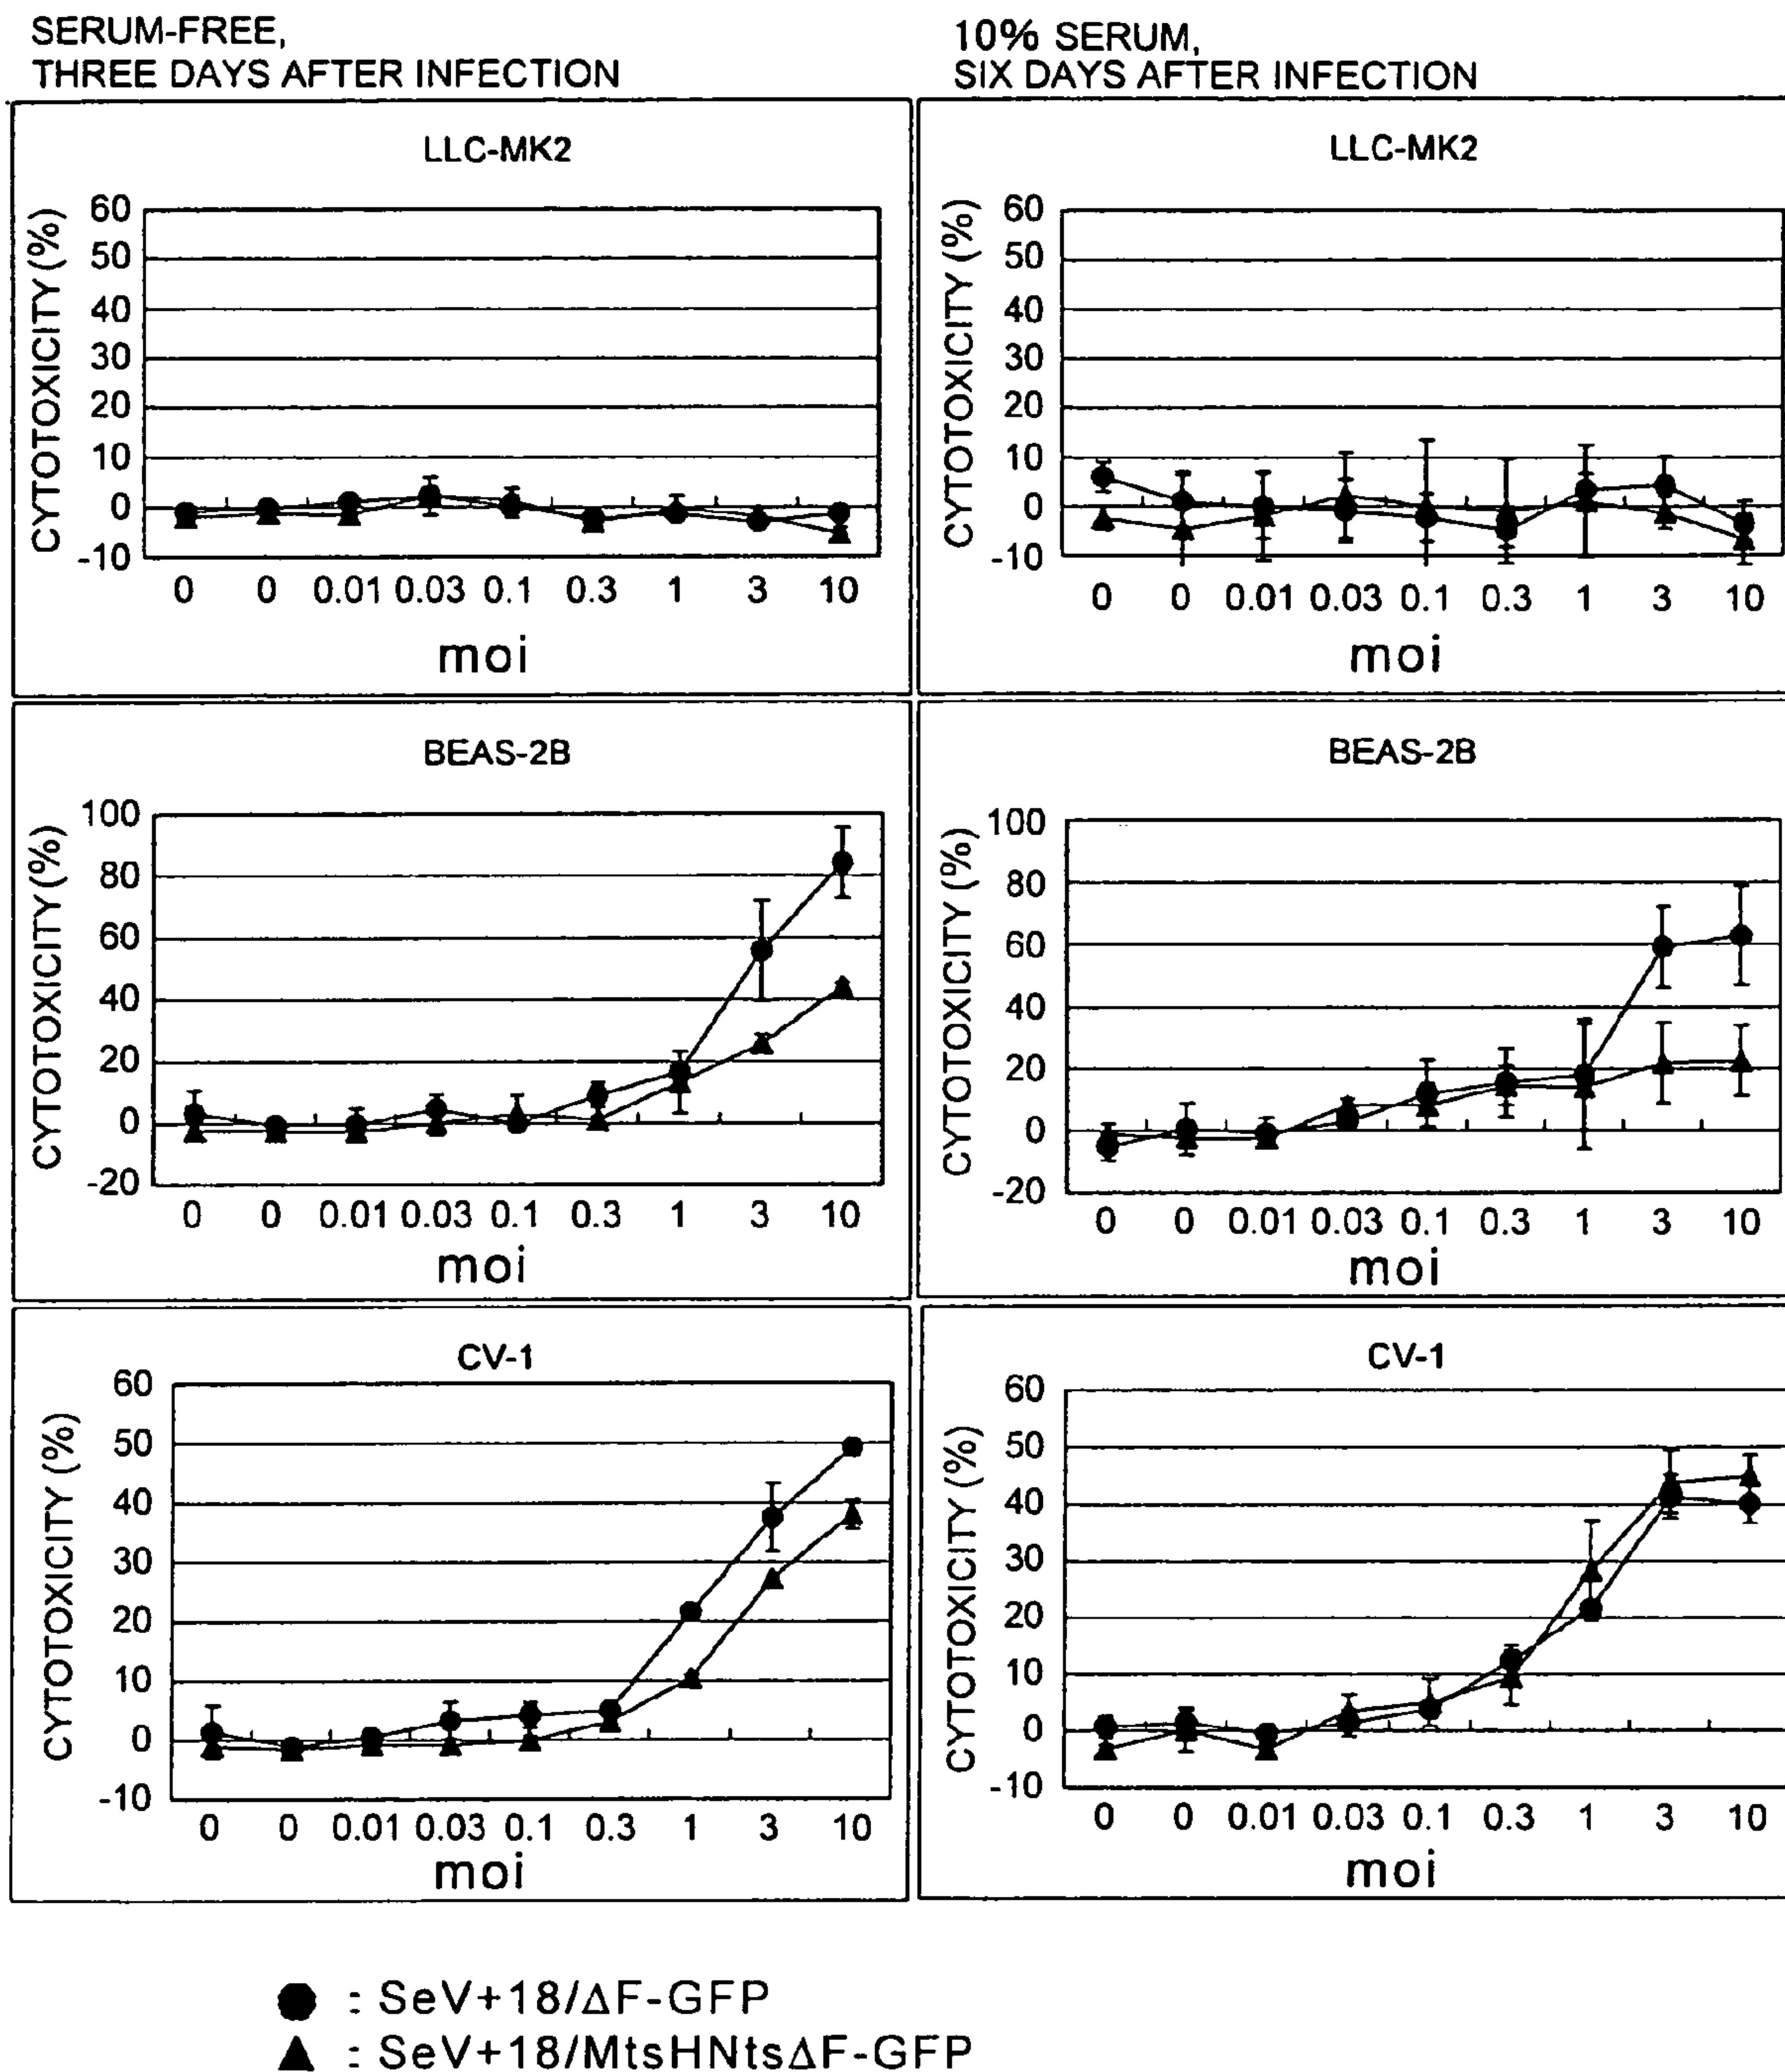 SERUM-FREE,
THREE DAYS AFTER INFECTION
10% SERUM,
SIX DAYS AFTER INFECTION
LLC-MK2
CYTOTOXICITY (%)
60
50
40
30
20
10
0
-10
0 0 0.01 0.03 0.1 0.3 1 3 10
moi
LLC-MK2
CYTOTOXICITY (%)
60
50
40
30
20
10
0
-10
0 0 0.01 0.03 0.1 0.3 1 3 10
moi
BEAS-2B
CYTOTOXICITY (%)
100
80
60
40
20
0
-20
0 0 0.01 0.03 0.1 0.3 1 3 10
moi
BEAS-2B
CYTOTOXICITY (%)
100
80
60
40
20
0
-20
0 0 0.01 0.03 0.1 0.3 1 3 10
moi
CV-1
CYTOTOXICITY (%)
60
50
40
30
20
10
0
-10
0 0 0.01 0.03 0.1 0.3 1 3 10
moi
CV-1
CYTOTOXICITY (%)
60
50
40
30
20
10
0
-10
0 0 0.01 0.03 0.1 0.3 1 3 10
moi
● : SeV+18/ΔF-GFP
▲ : SeV+18/MtsHNtsΔF-GFP